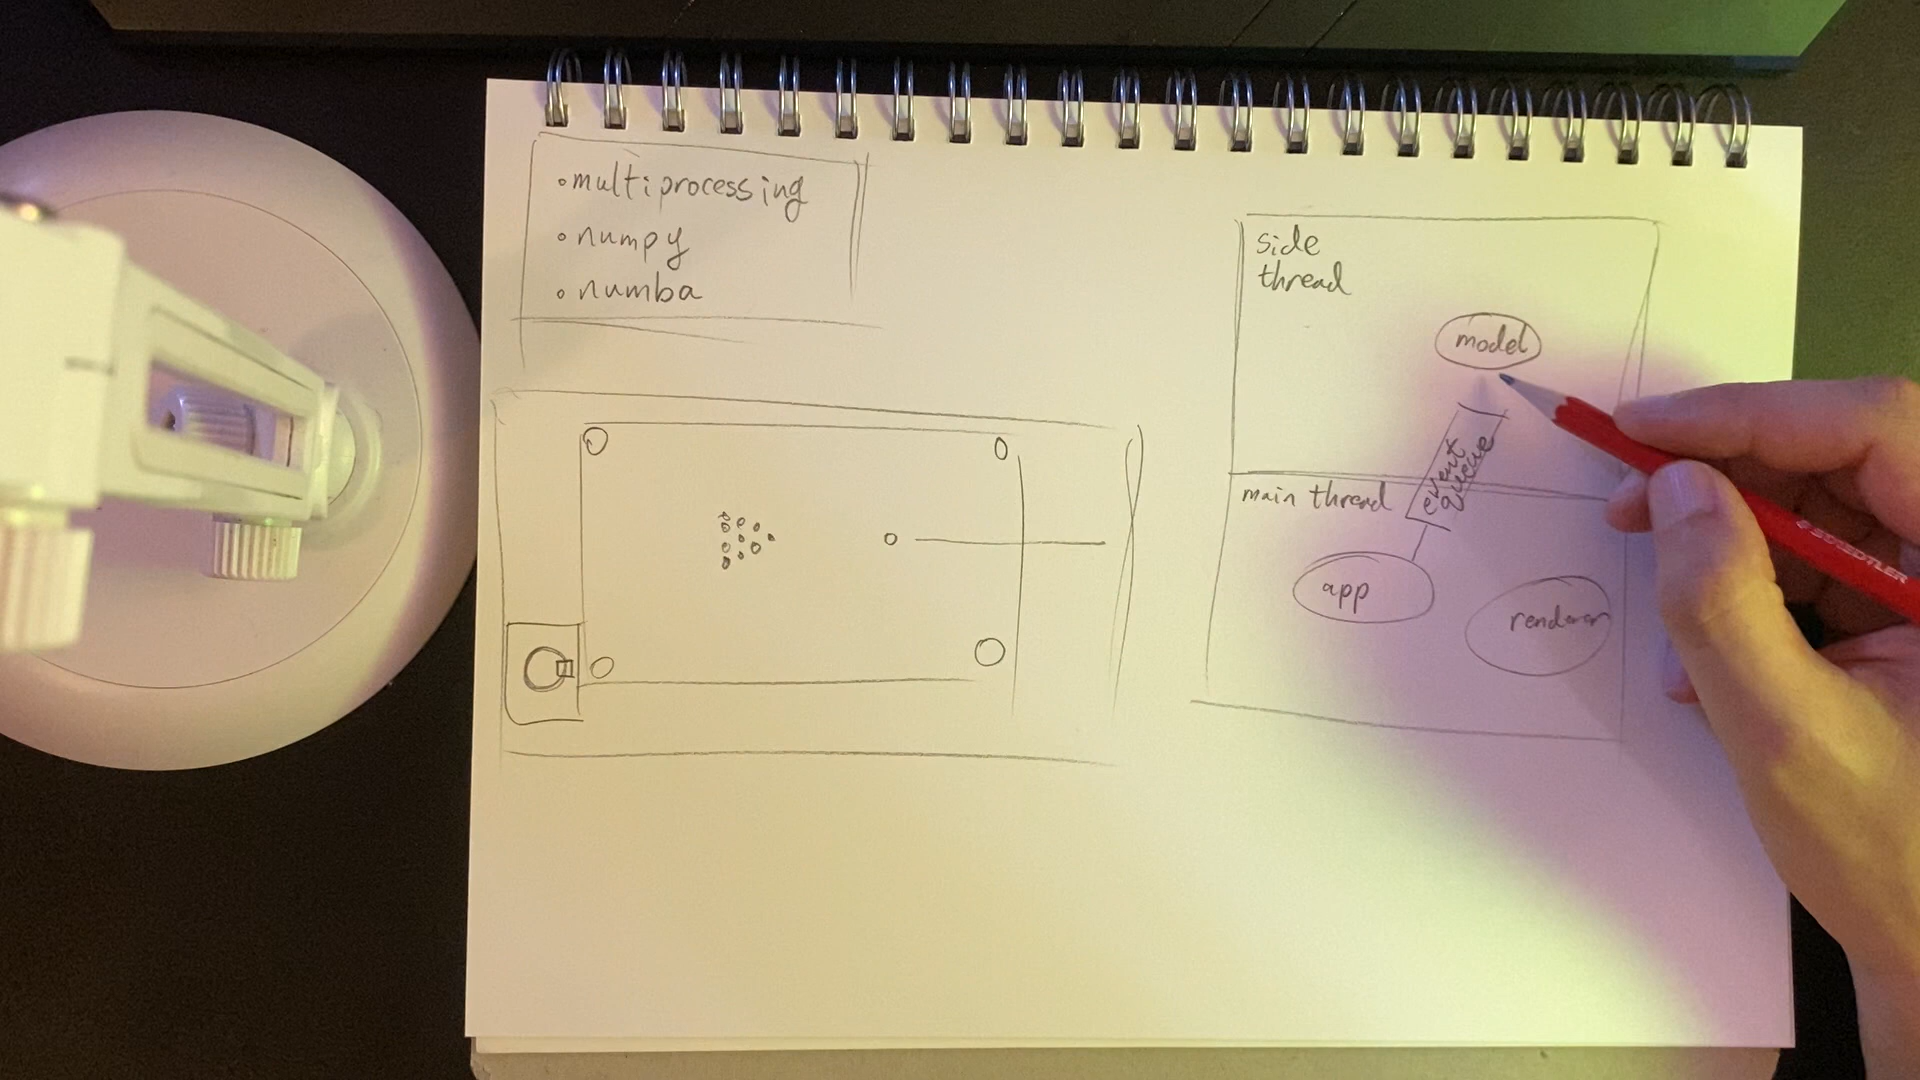 multiprocessing
numpy
numba
side
thread
model
event
queue
main thread
app
renderer
STAEDTLER